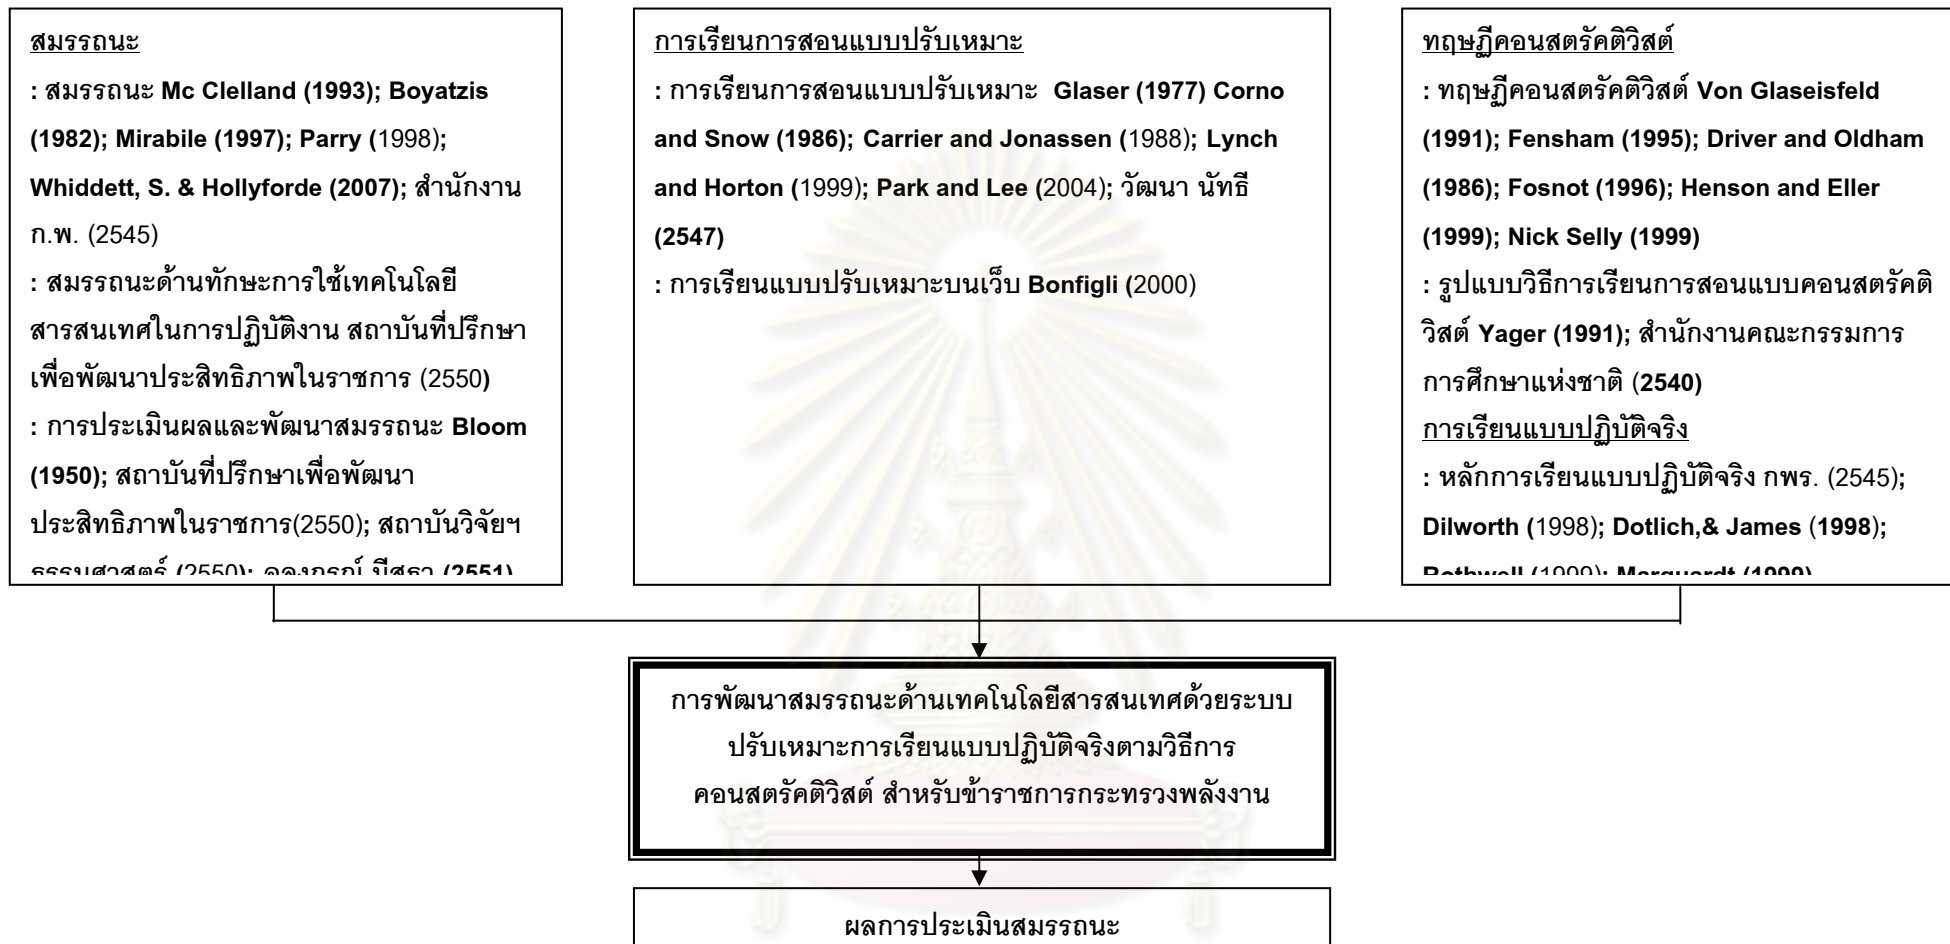 สมรรถนะ
: สมรรถนะ Mc Clelland (1993); Boyatzis
(1982); Mirabile (1997); Parry (1998);
Whiddett, S. & Hollyforde (2007); สำนักงาน
ก.พ. (2545)
: สมรรถนะด้านทักษะการใช้เทคโนโลยี
สารสนเทศในการปฏิบัติงาน สถาบันที่ปรึกษา
เพื่อพัฒนาประสิทธิภาพในราชการ (2550)
: การประเมินผลและพัฒนาสมรรถนะ Bloom
(1950); สถาบันที่ปรึกษาเพื่อพัฒนา
ประสิทธิภาพในราชการ(2550); สถาบันวิจัยฯ
ธรรมศาสตร์ (2550); (2551)
การเรียนการสอนแบบปรับเหมาะ
: การเรียนการสอนแบบปรับเหมาะ Glaser (1977) Corno
and Snow (1986); Carrier and Jonassen (1988); Lynch
and Horton (1999); Park and Lee (2004); วัฒนา นัทธี
(2547)
: การเรียนแบบปรับเหมาะบนเว็บ Bonfigli (2000)
ทฤษฏีคอนสตรัคติวิสต์
: ทฤษฏีคอนสตรัคติวิสต์ Von Glaseisfeld
(1991); Fensham (1995); Driver and Oldham
(1986); Fosnot (1996); Henson and Eller
(1999); Nick Selly (1999)
: รูปแบบวิธีการเรียนการสอนแบบคอนสตรัคติ
วิสต์ Yager (1991); สำนักงานคณะกรรมการ
การศึกษาแห่งชาติ (2540)
การเรียนแบบปฏิบัติจริง
: หลักการเรียนแบบปฏิบัติจริง กพร. (2545);
Dilworth (1998); Dotlich,& James (1998);
Rothwell (1999); Marquardt (1999)
การพัฒนาสมรรถนะด้านเทคโนโลยีสารสนเทศด้วยระบบ
ปรับเหมาะการเรียนแบบปฏิบัติจริงตามวิธีการ
คอนสตรัคติวิสต์ สำหรับข้าราชการกระทรวงพลังงาน
ผลการประเมินสมรรถนะ